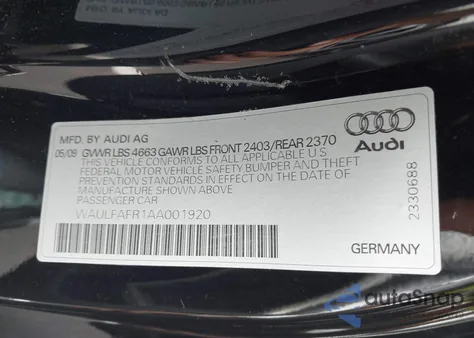 MFD. BY AUDI AG
05/09 GVWR LBS 4663 GAWR LBS FRONT 2403/REAR 2370
THIS VEHICLE CONFORMS TO ALL APPLICABLE U.S.
FEDERAL MOTOR VEHICLE SAFETY BUMPER AND THEFT
PREVENTION STANDARDS IN EFFECT ON THE DATE OF
MANUFACTURE SHOWN ABOVE
PASSENGER CAR
WAULFAFR1AA001920
Audi
2330688
GERMANY
autoSnap